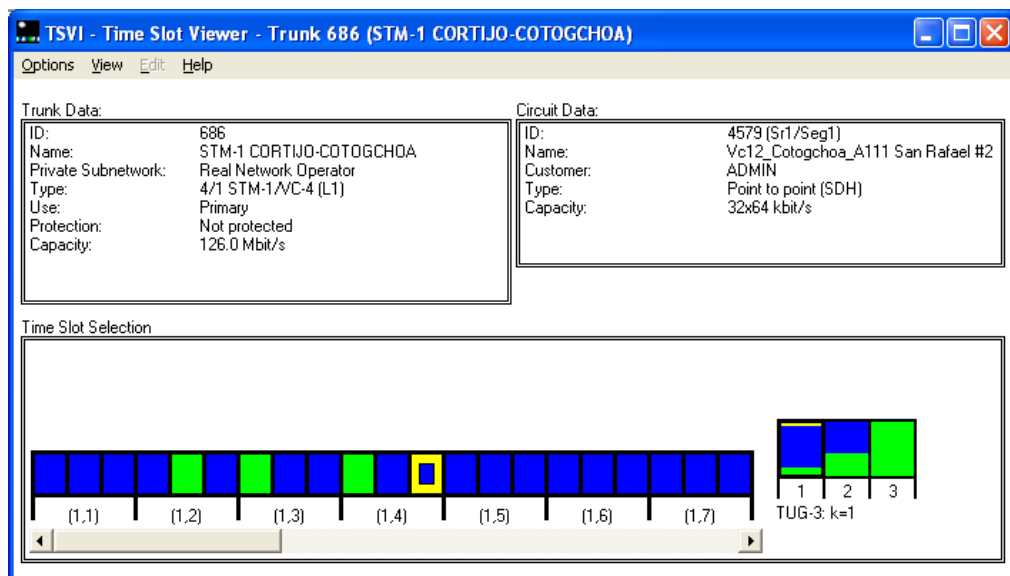 TSVI - Time Slot Viewer - Trunk 686 (STM-1 CORTIJO-COTOGCHOA)
Options View Edit Help
Trunk Data:
ID: 686
Name: STM-1 CORTIJO-COTOGCHOA
Private Subnetwork: Real Network Operator
Type: 4/1 STM-1/VC-4 (L1)
Use: Primary
Protection: Not protected
Capacity: 126.0 Mbit/s
Circuit Data:
ID: 4579 (Sr1/Seg1)
Name: Vc12_Cotogchoa_A111 San Rafael #2
Customer: ADMIN
Type: Point to point (SDH)
Capacity: 32x64 kbit/s
Time Slot Selection
(1,1) (1,2) (1,3) (1,4) (1,5) (1,6) (1,7)
1 2 3
TUG-3: k=1